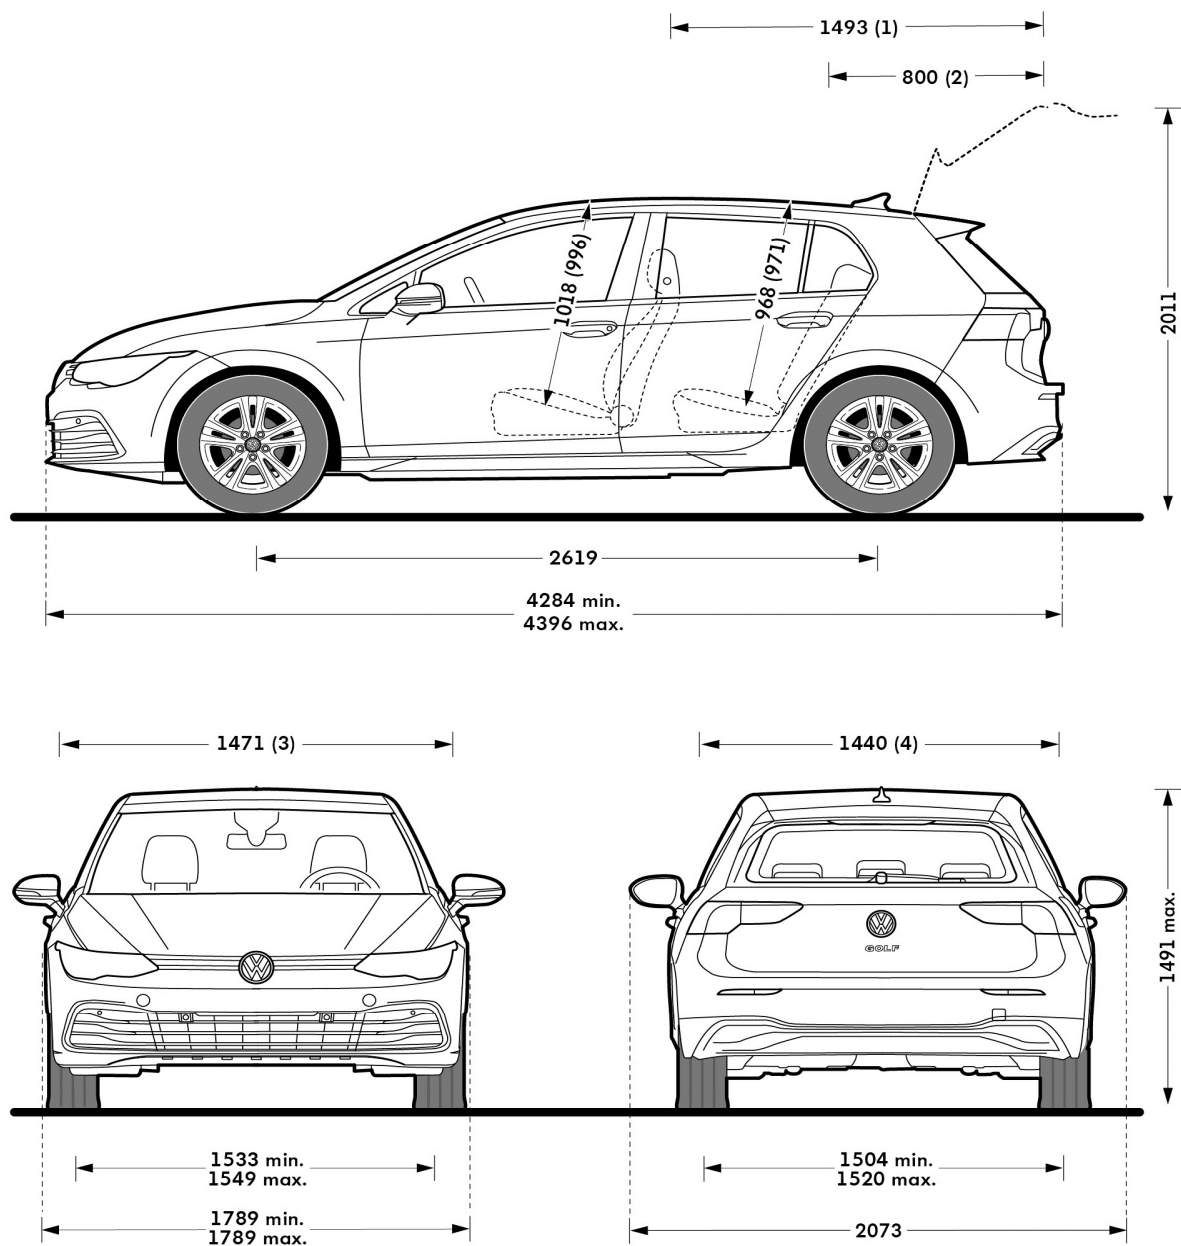 1493 (1)
800 (2)
2011
1018 (996)
968 (971)
2619
4284 min.
4396 max.
1471 (3)
1440 (4)
1491 max.
GOLF
1533 min.
1549 max.
1504 min.
1520 max.
1789 min.
1789 max.
2073